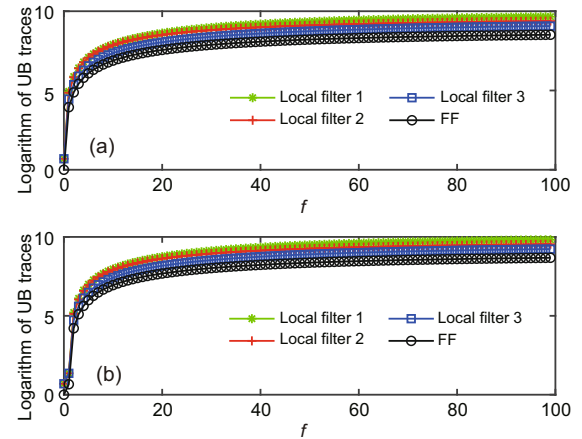 10
5
0
Logarithm of UB traces
Local filter 1
Local filter 3
Local filter 2
FF
(a)
0 20 40 60 80 100
f
10
5
0
Logarithm of UB traces
Local filter 1
Local filter 3
Local filter 2
FF
(b)
0 20 40 60 80 100
f